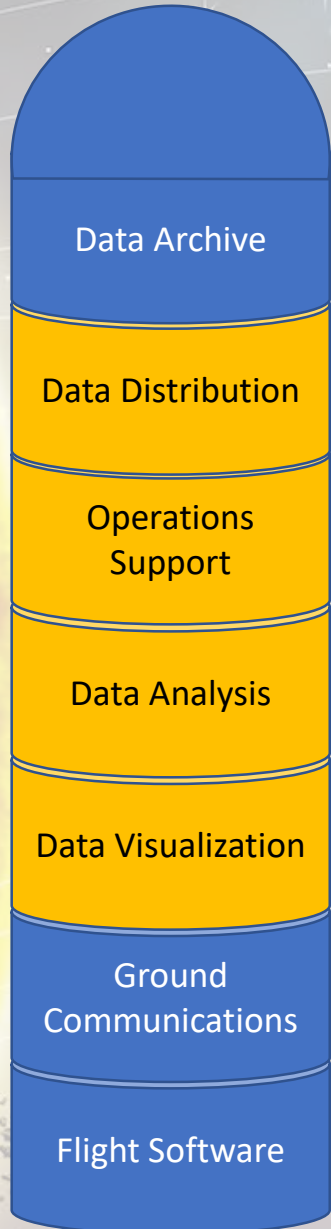 Data Archive
Data Distribution
Operations
Support
Data Analysis
Data Visualization
Ground
Communications
Flight Software